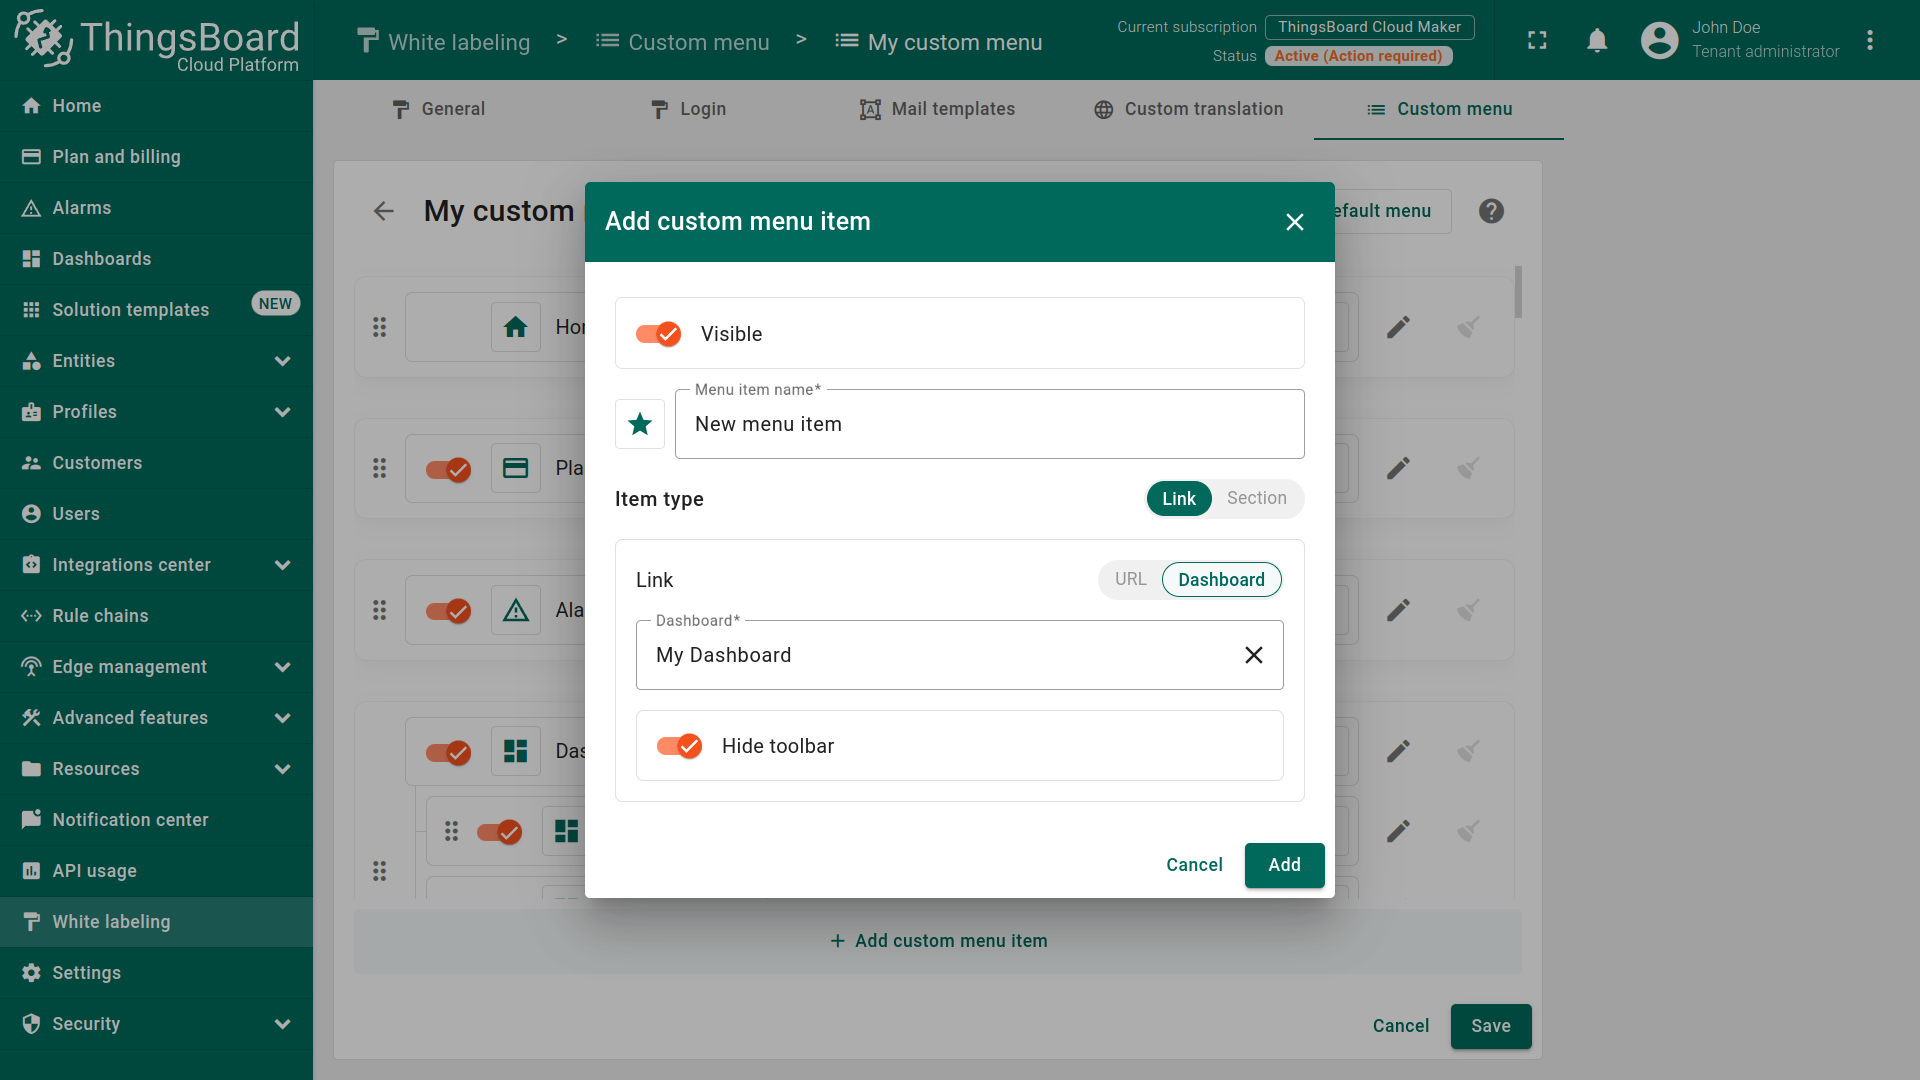 ThingsBoard
Cloud Platform
White labeling > Custom menu > My custom menu
Current subscription ThingsBoard Cloud Maker
Status Active (Action required)
John Doe
Tenant administrator
Home
Plan and billing
Alarms
Dashboards
Solution templates NEW
Entities
Profiles
Customers
Users
Integrations center
Rule chains
Edge management
Advanced features
Resources
Notification center
API usage
White labeling
Settings
Security
General
Login
Mail templates
Custom translation
Custom menu
My custom
efault menu
Hor
Pla
Ala
Das
Add custom menu item
Visible
Menu item name*
New menu item
Item type
Link Section
Link
URL Dashboard
Dashboard*
My Dashboard
Hide toolbar
Cancel Add
+ Add custom menu item
Cancel Save